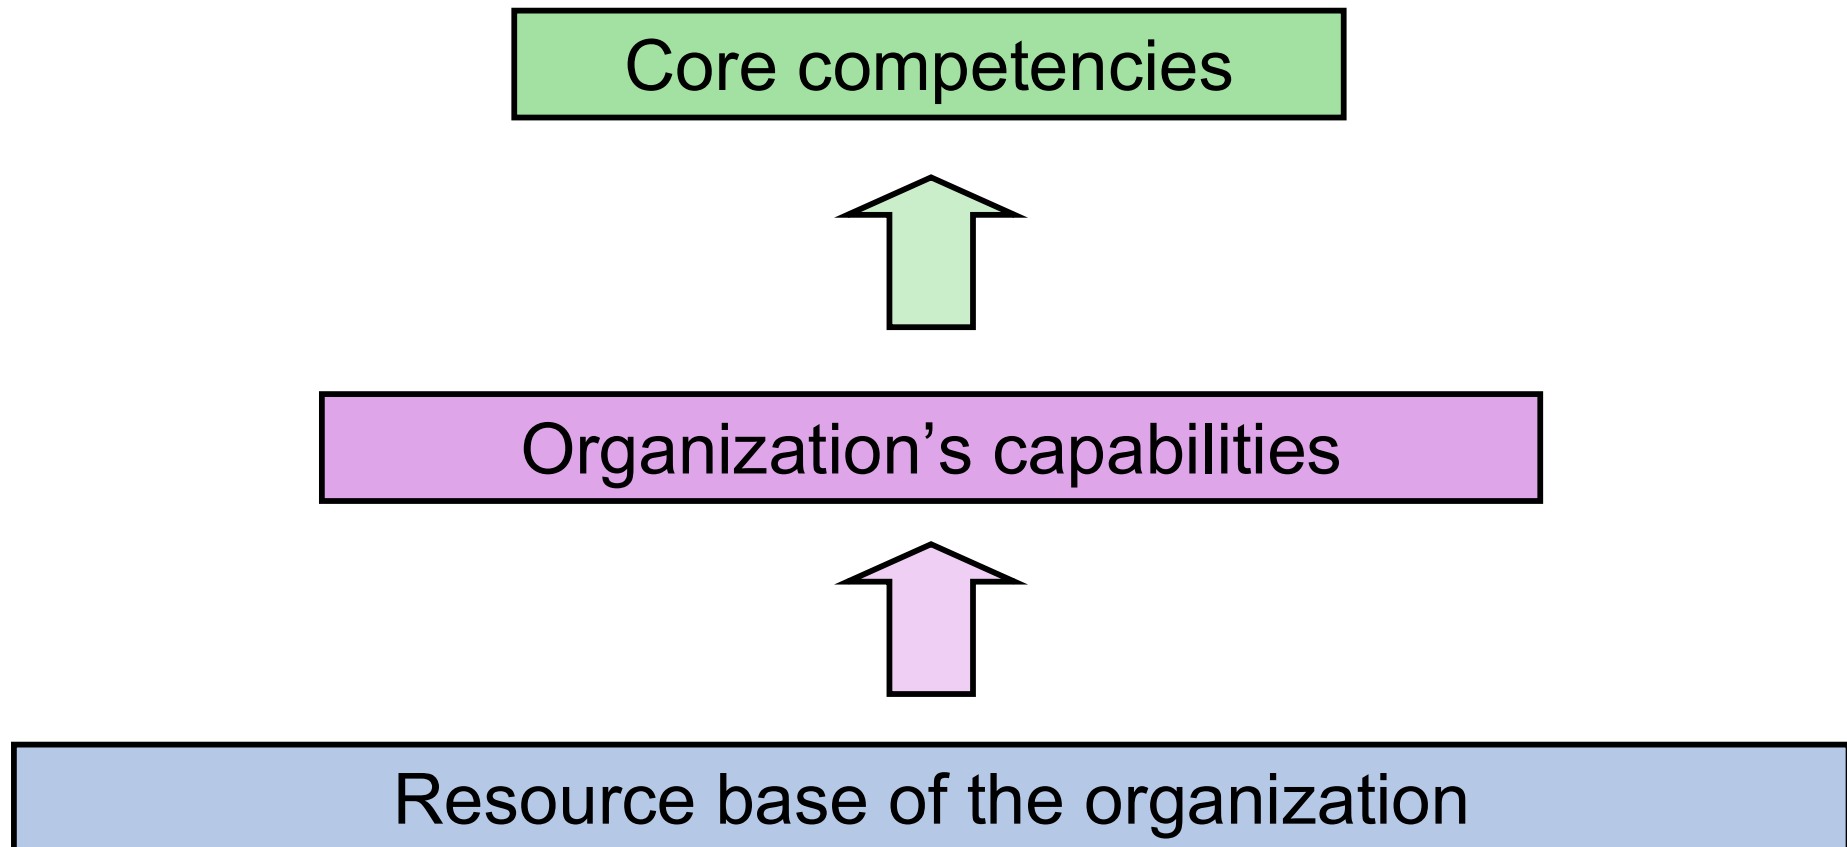 Core competencies
Organization’s capabilities
Resource base of the organization